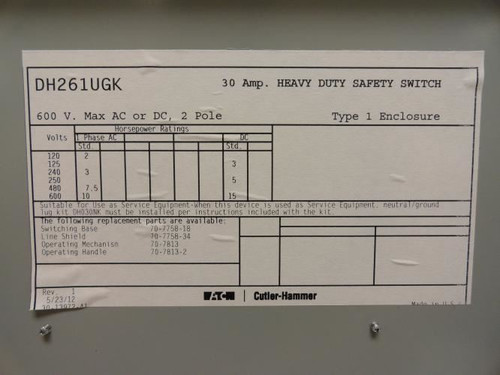 DH261UGK 30 Amp. HEAVY DUTY SAFETY SWITCH
600 V. Max AC or DC, 2 Pole Type 1 Enclosure
Volts Horsepower Ratings
1 Phase AC DC
Std. Std.
120 2
125 3
240 3
250 5
480 7.5
600 10 15
Suitable for Use as Service Equipment-When this device is used as Service Equipment, neutral/ground
lug kit DH030NK must be installed per instructions included with the kit.
The following replacement parts are available:
Switching Base 70-7759-18
Line Shield 70-7758-34
Operating Mechanism 70-7813
Operating Handle 70-7813-2
Rev. 1
5/23/12
EATON | Cutler-Hammer
Made in U.S.A.